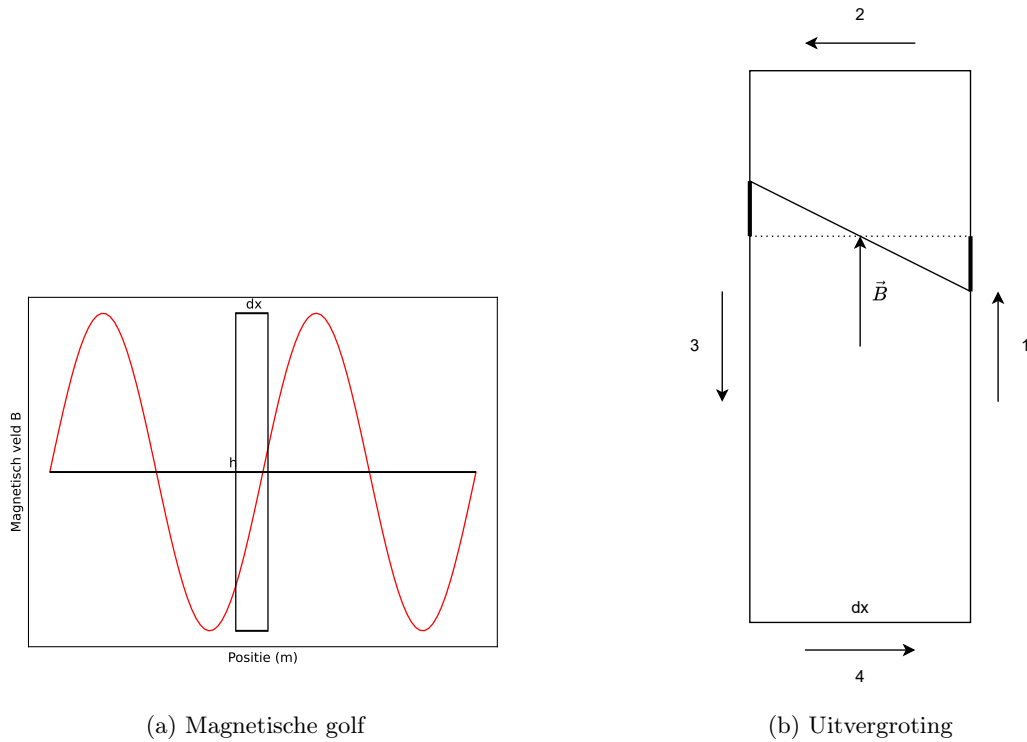 dx
h
Magnetisch veld B
Positie (m)
(a) Magnetische golf
2
3
B⃗
1
dx
4
(b) Uitvergroting